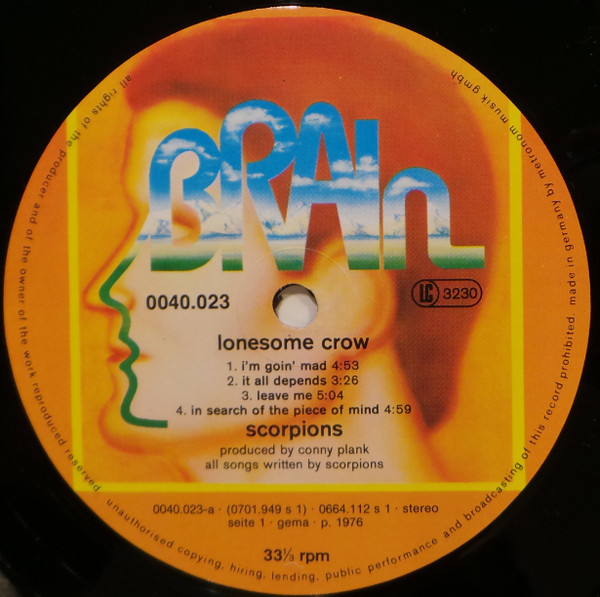 BRAIN
0040.023
LC 3230
lonesome crow
1. i'm goin' mad 4:53
2. it all depends 3:26
3. leave me 5:04
4. in search of the piece of mind 4:59
scorpions
produced by conny plank
all songs written by scorpions
0040.023-a · (0701.949 s 1) · 0664.112 s 1 · stereo
seite 1 · gema · p. 1976
33⅓ rpm
all rights of the producer and of the owner of the work reproduced reserved. unauthorised copying, hiring, lending, public performance and broadcasting of this record prohibited. made in germany by metronom musik gmbh